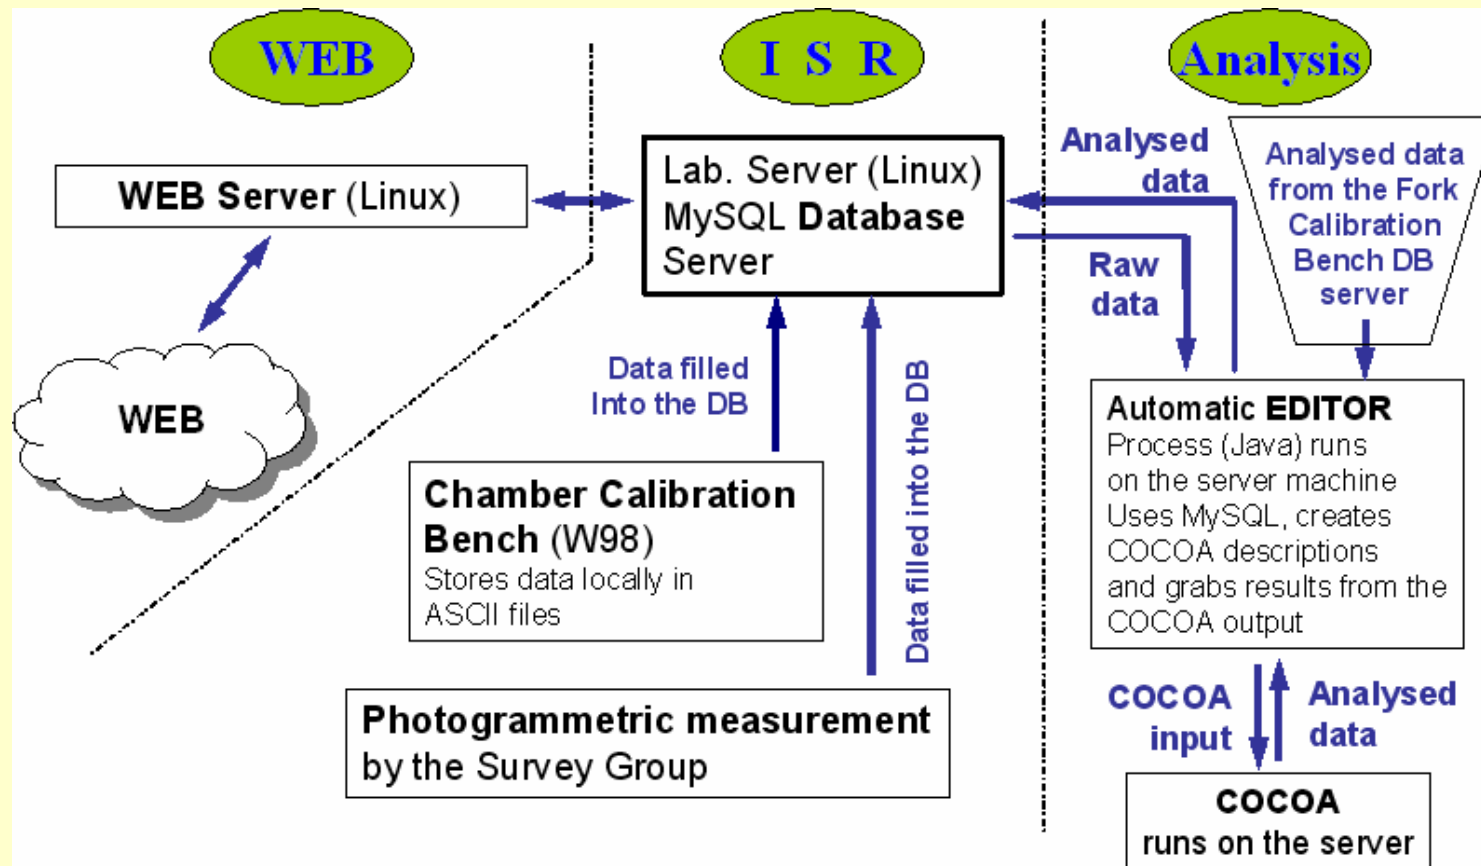 WEB
I S R
Analysis
WEB Server (Linux)
WEB
Lab. Server (Linux)
MySQL Database
Server
Data filled
Into the DB
Data filled into the DB
Chamber Calibration
Bench (W98)
Stores data locally in
ASCII files
Photogrammetric measurement
by the Survey Group
Analysed
data
Raw
data
Analysed data
from the Fork
Calibration
Bench DB
server
Automatic EDITOR
Process (Java) runs
on the server machine
Uses MySQL, creates
COCOA descriptions
and grabs results from the
COCOA output
COCOA
input
Analysed
data
COCOA
runs on the server